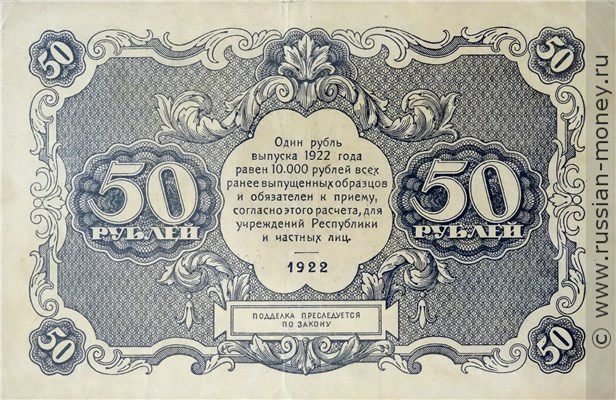 50
50
Один рубль
выпуска 1922 года
равен 10.000 рублей всех
ранее выпущенных образцов
и обязателен к приему,
согласно этого расчета, для
учреждений Республики
и частных лиц.
50
РУБЛЕЙ
50
РУБЛЕЙ
1922
ПОДДЕЛКА ПРЕСЛЕДУЕТСЯ
ПО ЗАКОНУ
50
50
© www.russian-money.ru